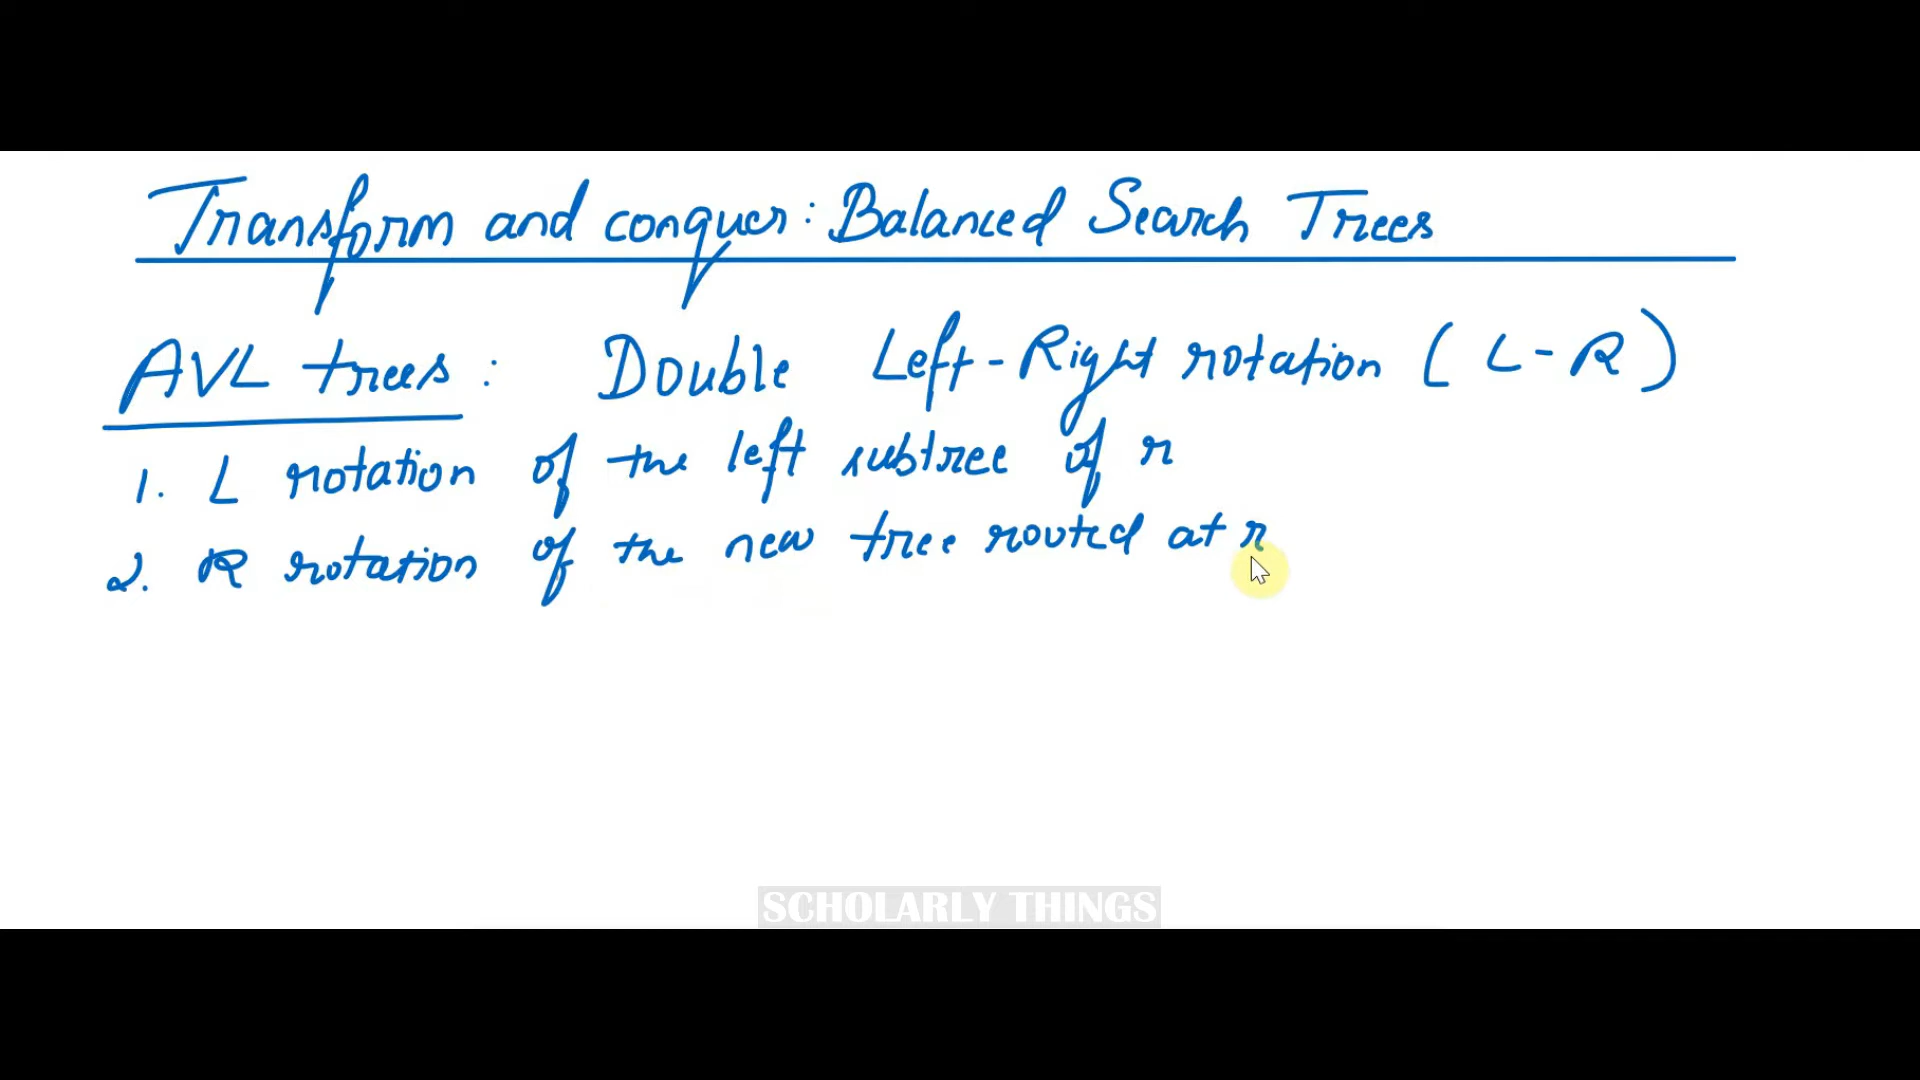 Transform and conquer: Balanced Search Trees
AVL trees: Double Left-Right rotation (L-R)
1. L rotation of the left subtree of r
2. R rotation of the new tree routed at r
SCHOLARLY THINGS